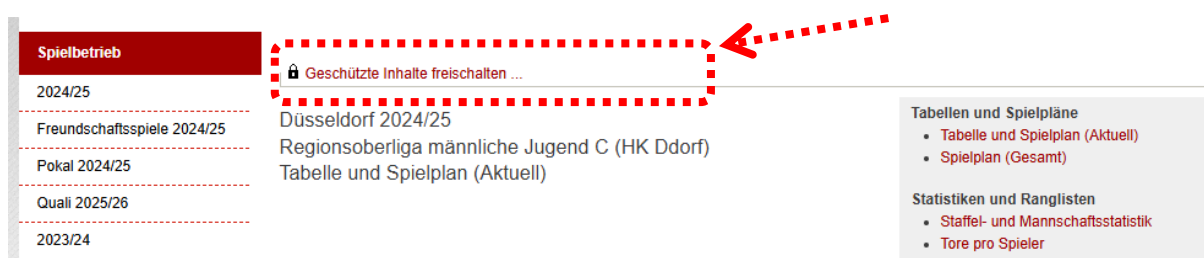 Spielbetrieb
2024/25
Freundschaftsspiele 2024/25
Pokal 2024/25
Quali 2025/26
2023/24
Geschützte Inhalte freischalten ...
Düsseldorf 2024/25
Regionsoberliga männliche Jugend C (HK Ddorf)
Tabelle und Spielplan (Aktuell)
Tabellen und Spielpläne
Tabelle und Spielplan (Aktuell)
Spielplan (Gesamt)
Statistiken und Ranglisten
Staffel- und Mannschaftsstatistik
Tore pro Spieler